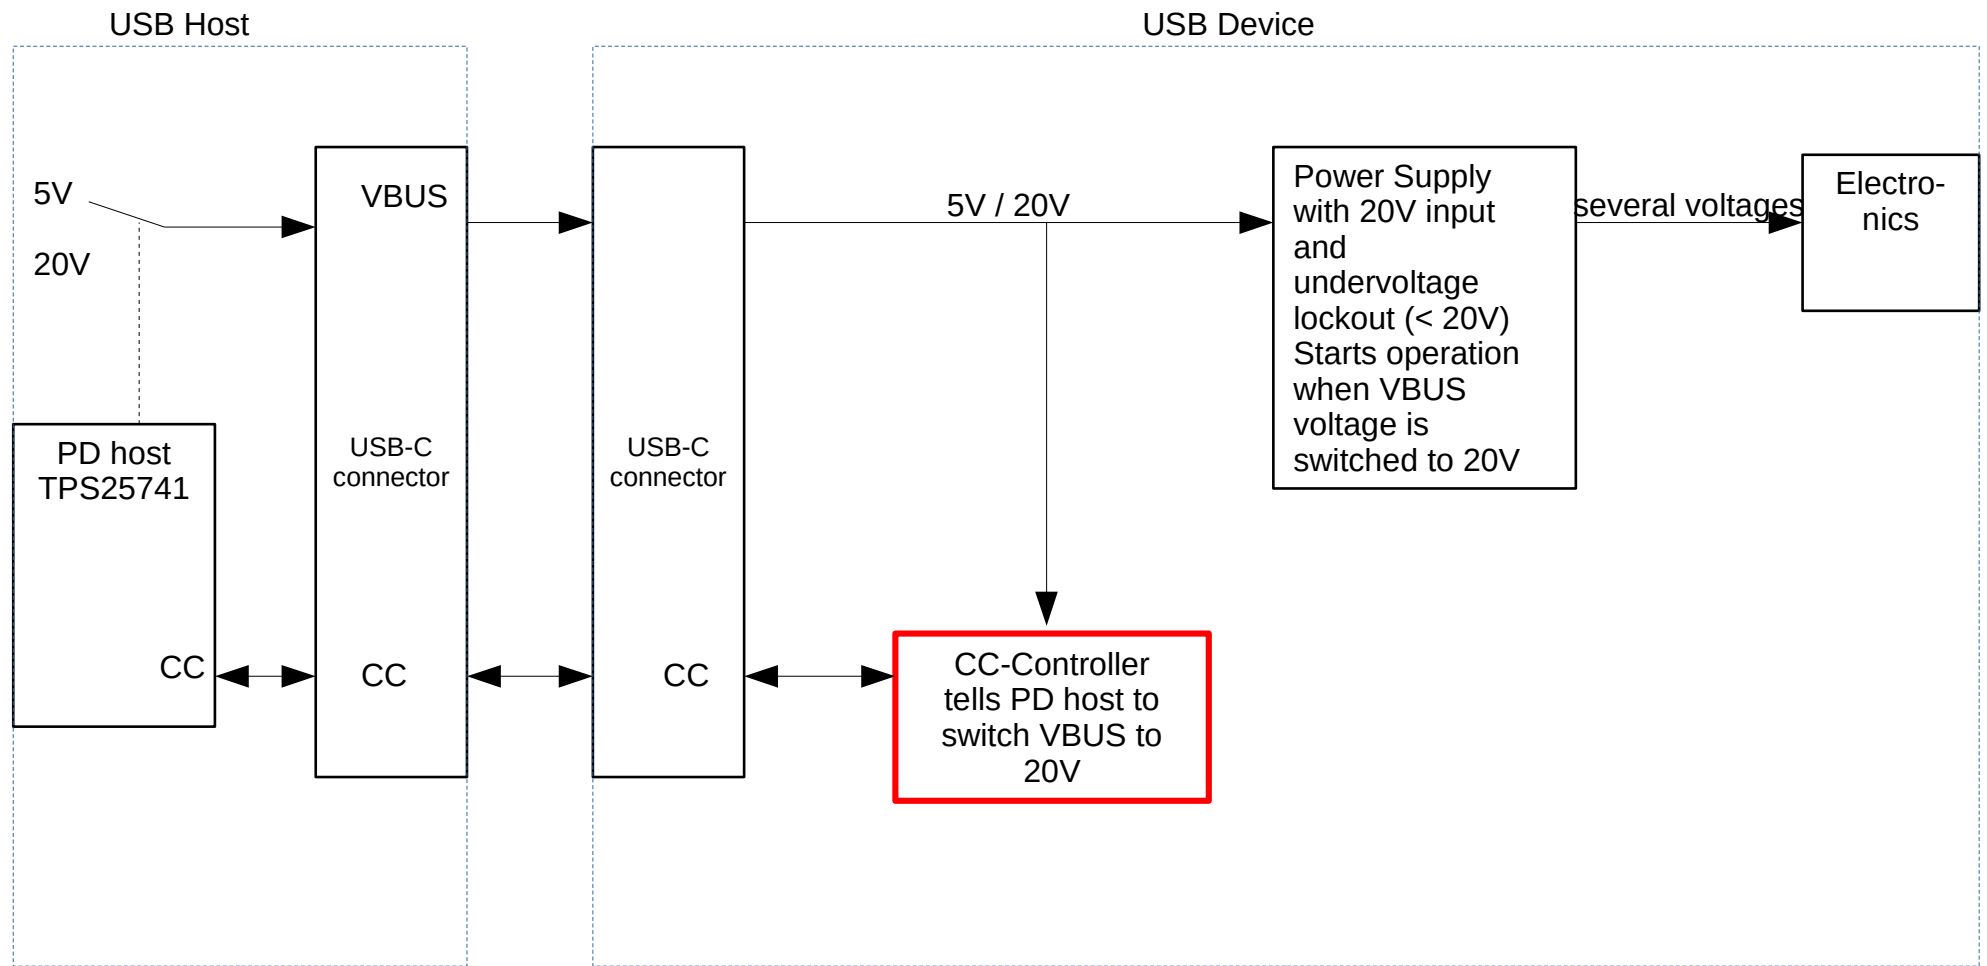 USB Host
USB Device
5V
20V
VBUS
USB-C
connector
PD host
TPS25741
CC
CC
USB-C
connector
CC
5V / 20V
CC-Controller
tells PD host to
switch VBUS to
20V
Power Supply
with 20V input
and
undervoltage
lockout (< 20V)
Starts operation
when VBUS
voltage is
switched to 20V
several voltages
Electro-
nics